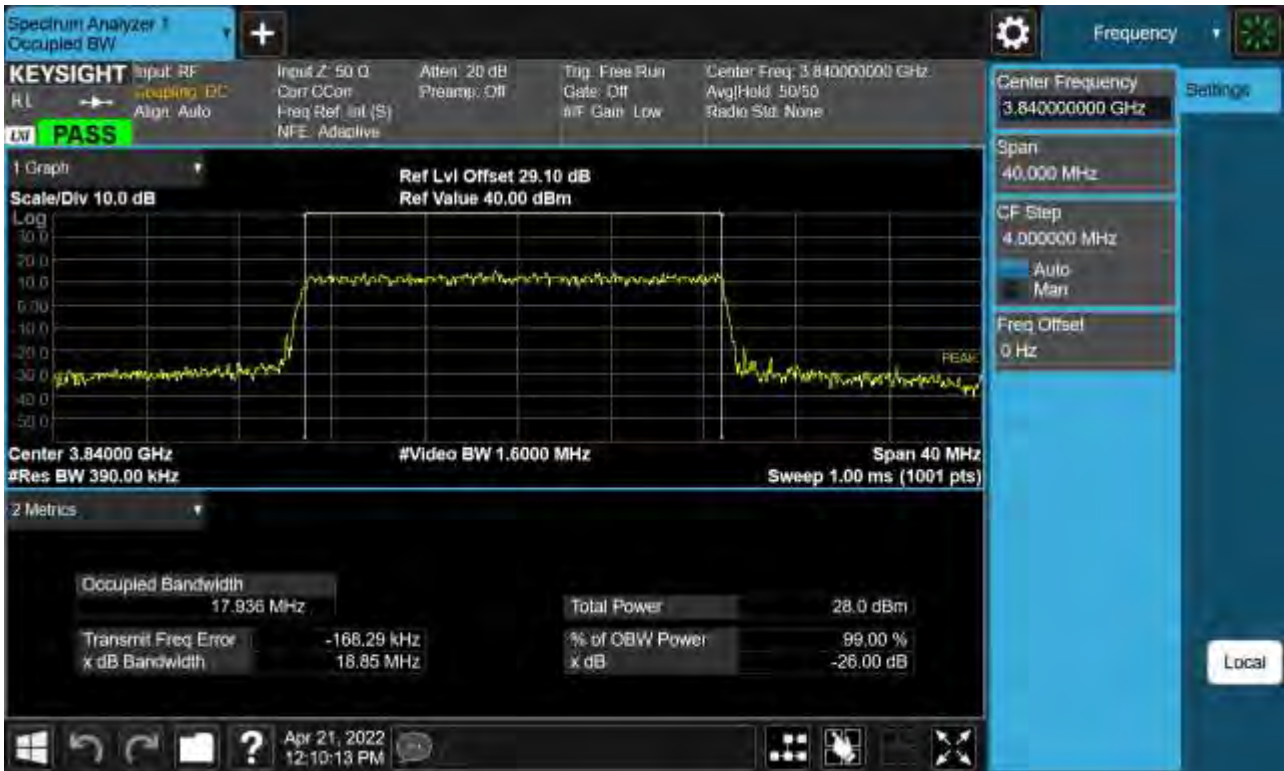 Spectrum Analyzer 1
Occupied BW
Frequency
KEYSIGHT
Input: RF
Coupling: DC
Align: Auto
Input Z: 50 Ω
Corr CCorr
Freq Ref: Int (S)
NFE: Adaptive
Atten: 20 dB
Preamp: Off
Trig: Free Run
Gate: Off
#IF Gain: Low
Center Freq: 3.840000000 GHz
Avg|Hold: 50/50
Radio Std: None
RL
LXI
PASS
Center Frequency
3.840000000 GHz
Settings
Span
40.000 MHz
CF Step
4.000000 MHz
Auto
Man
Freq Offset
0 Hz
1 Graph
Ref Lvl Offset 29.10 dB
Scale/Div 10.0 dB
Ref Value 40.00 dBm
Log
30.0
20.0
10.0
0.00
-10.0
-20.0
-30.0
-40.0
-50.0
PEAK
Center 3.84000 GHz
#Video BW 1.6000 MHz
Span 40 MHz
#Res BW 390.00 kHz
Sweep 1.00 ms (1001 pts)
2 Metrics
Occupied Bandwidth
17.936 MHz
Total Power 28.0 dBm
Transmit Freq Error -168.29 kHz
% of OBW Power 99.00 %
x dB Bandwidth 18.85 MHz
x dB -26.00 dB
Local
?
Apr 21, 2022
12:10:13 PM